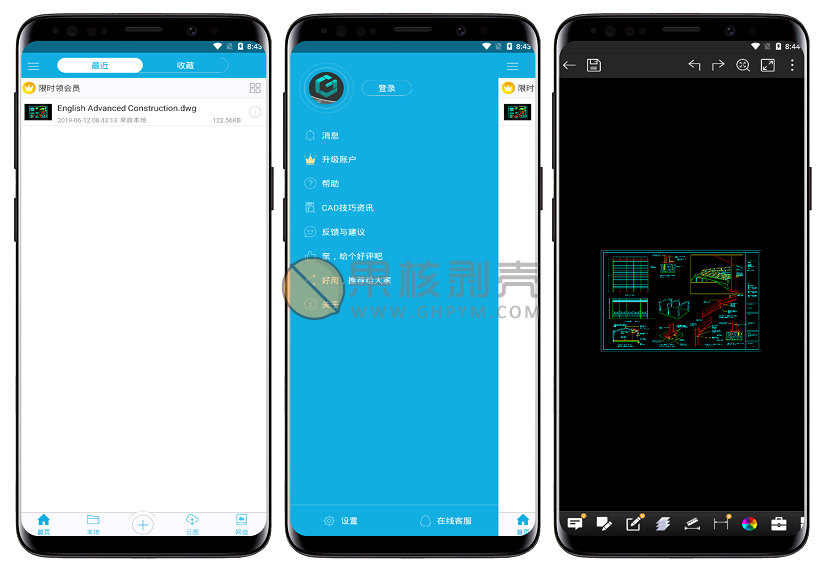 8:43
最近
收藏
限时领会员
English Advanced Construction.dwg
2019-06-12 08:43:13 来自本地
122.56KB
首页
本地
云图
网盘
8:43
登录
限时
消息
升级账户
帮助
CAD技巧资讯
反馈与建议
亲，给个好评吧
好用，推荐给大家
关于
设置
在线客服
首页
果核剥壳
WWW.GHPYM.COM
8:44